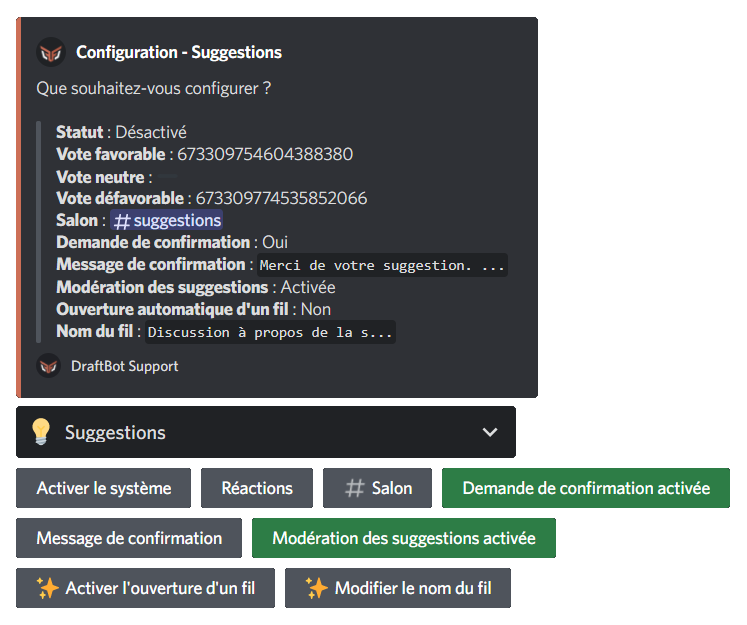 Configuration - Suggestions
Que souhaitez-vous configurer ?
Statut : Désactivé
Vote favorable : 673309754604388380
Vote neutre :
Vote défavorable : 673309774535852066
Salon : # suggestions
Demande de confirmation : Oui
Message de confirmation : Merci de votre suggestion. ...
Modération des suggestions : Activée
Ouverture automatique d'un fil : Non
Nom du fil : Discussion à propos de la s...
DraftBot Support
Suggestions
Activer le système Réactions # Salon Demande de confirmation activée
Message de confirmation Modération des suggestions activée
Activer l'ouverture d'un fil Modifier le nom du fil